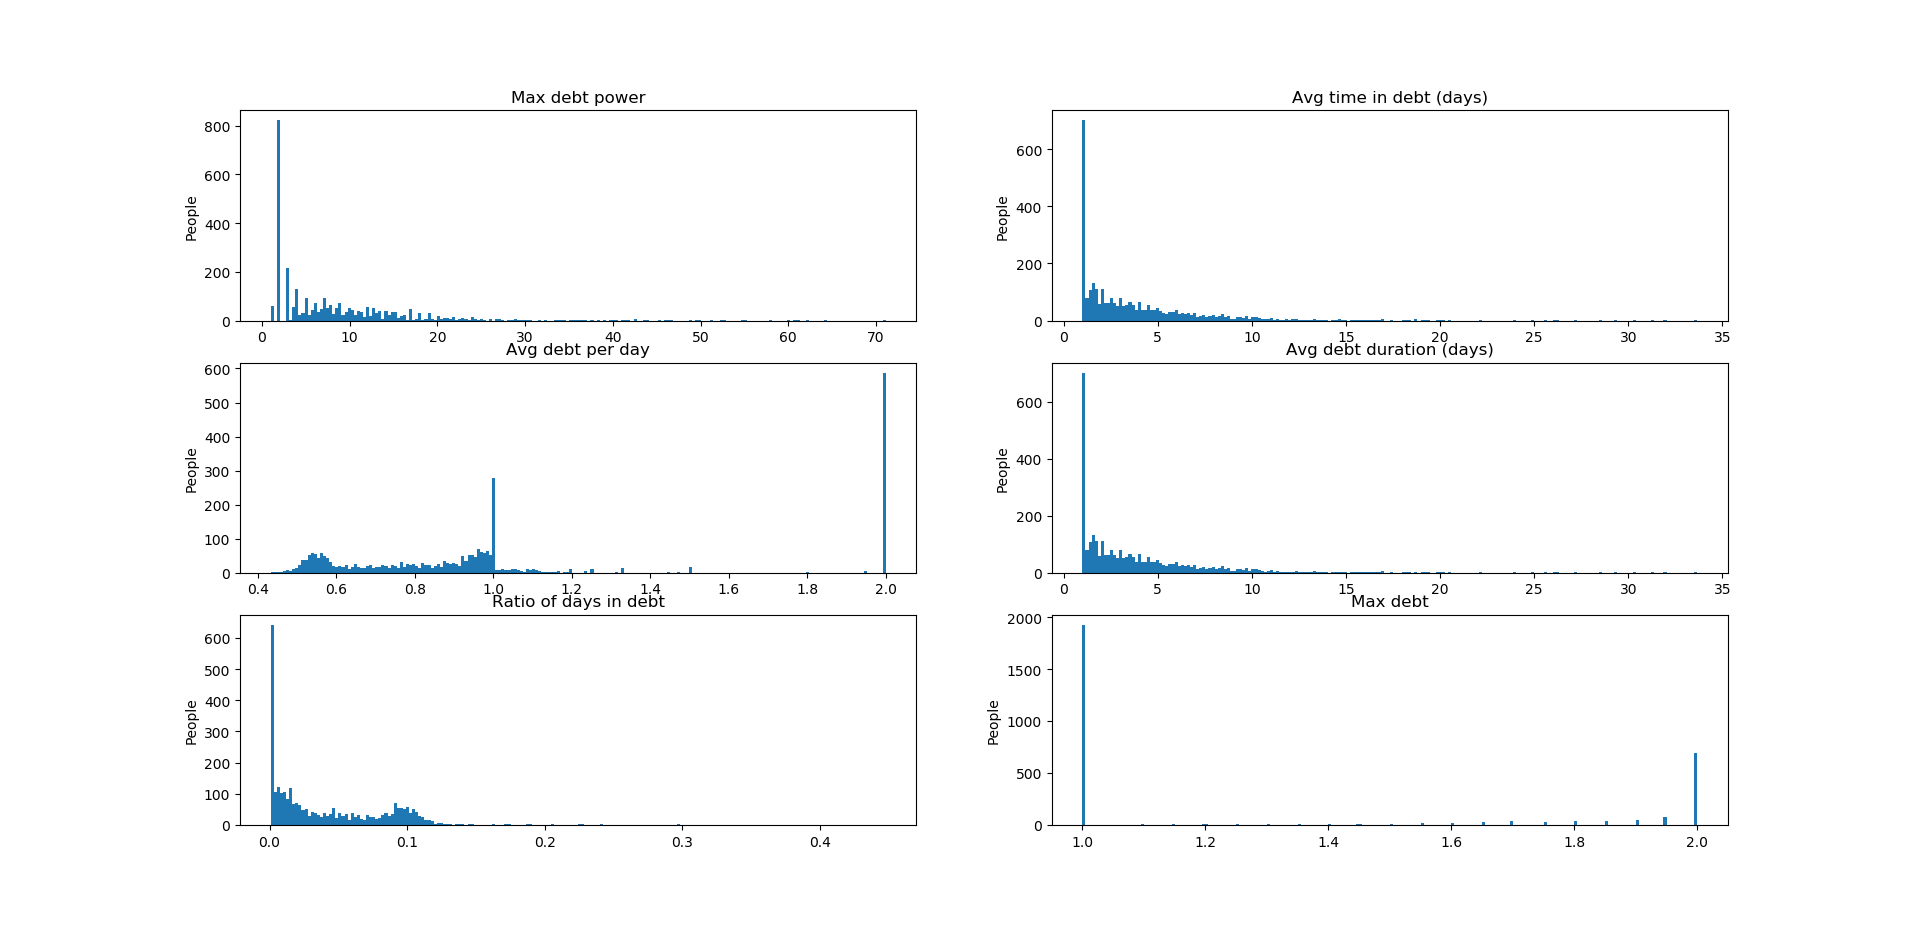 Max debt power
People
800
600
400
200
0
0 10 20 30 40 50 60 70
Avg time in debt (days)
People
600
400
200
0
0 5 10 15 20 25 30 35
Avg debt per day
People
600
500
400
300
200
100
0
0.4 0.6 0.8 1.0 1.2 1.4 1.6 1.8 2.0
Avg debt duration (days)
People
600
400
200
0
0 5 10 15 20 25 30 35
Ratio of days in debt
People
600
500
400
300
200
100
0
0.0 0.1 0.2 0.3 0.4
Max debt
People
2000
1500
1000
500
0
1.0 1.2 1.4 1.6 1.8 2.0